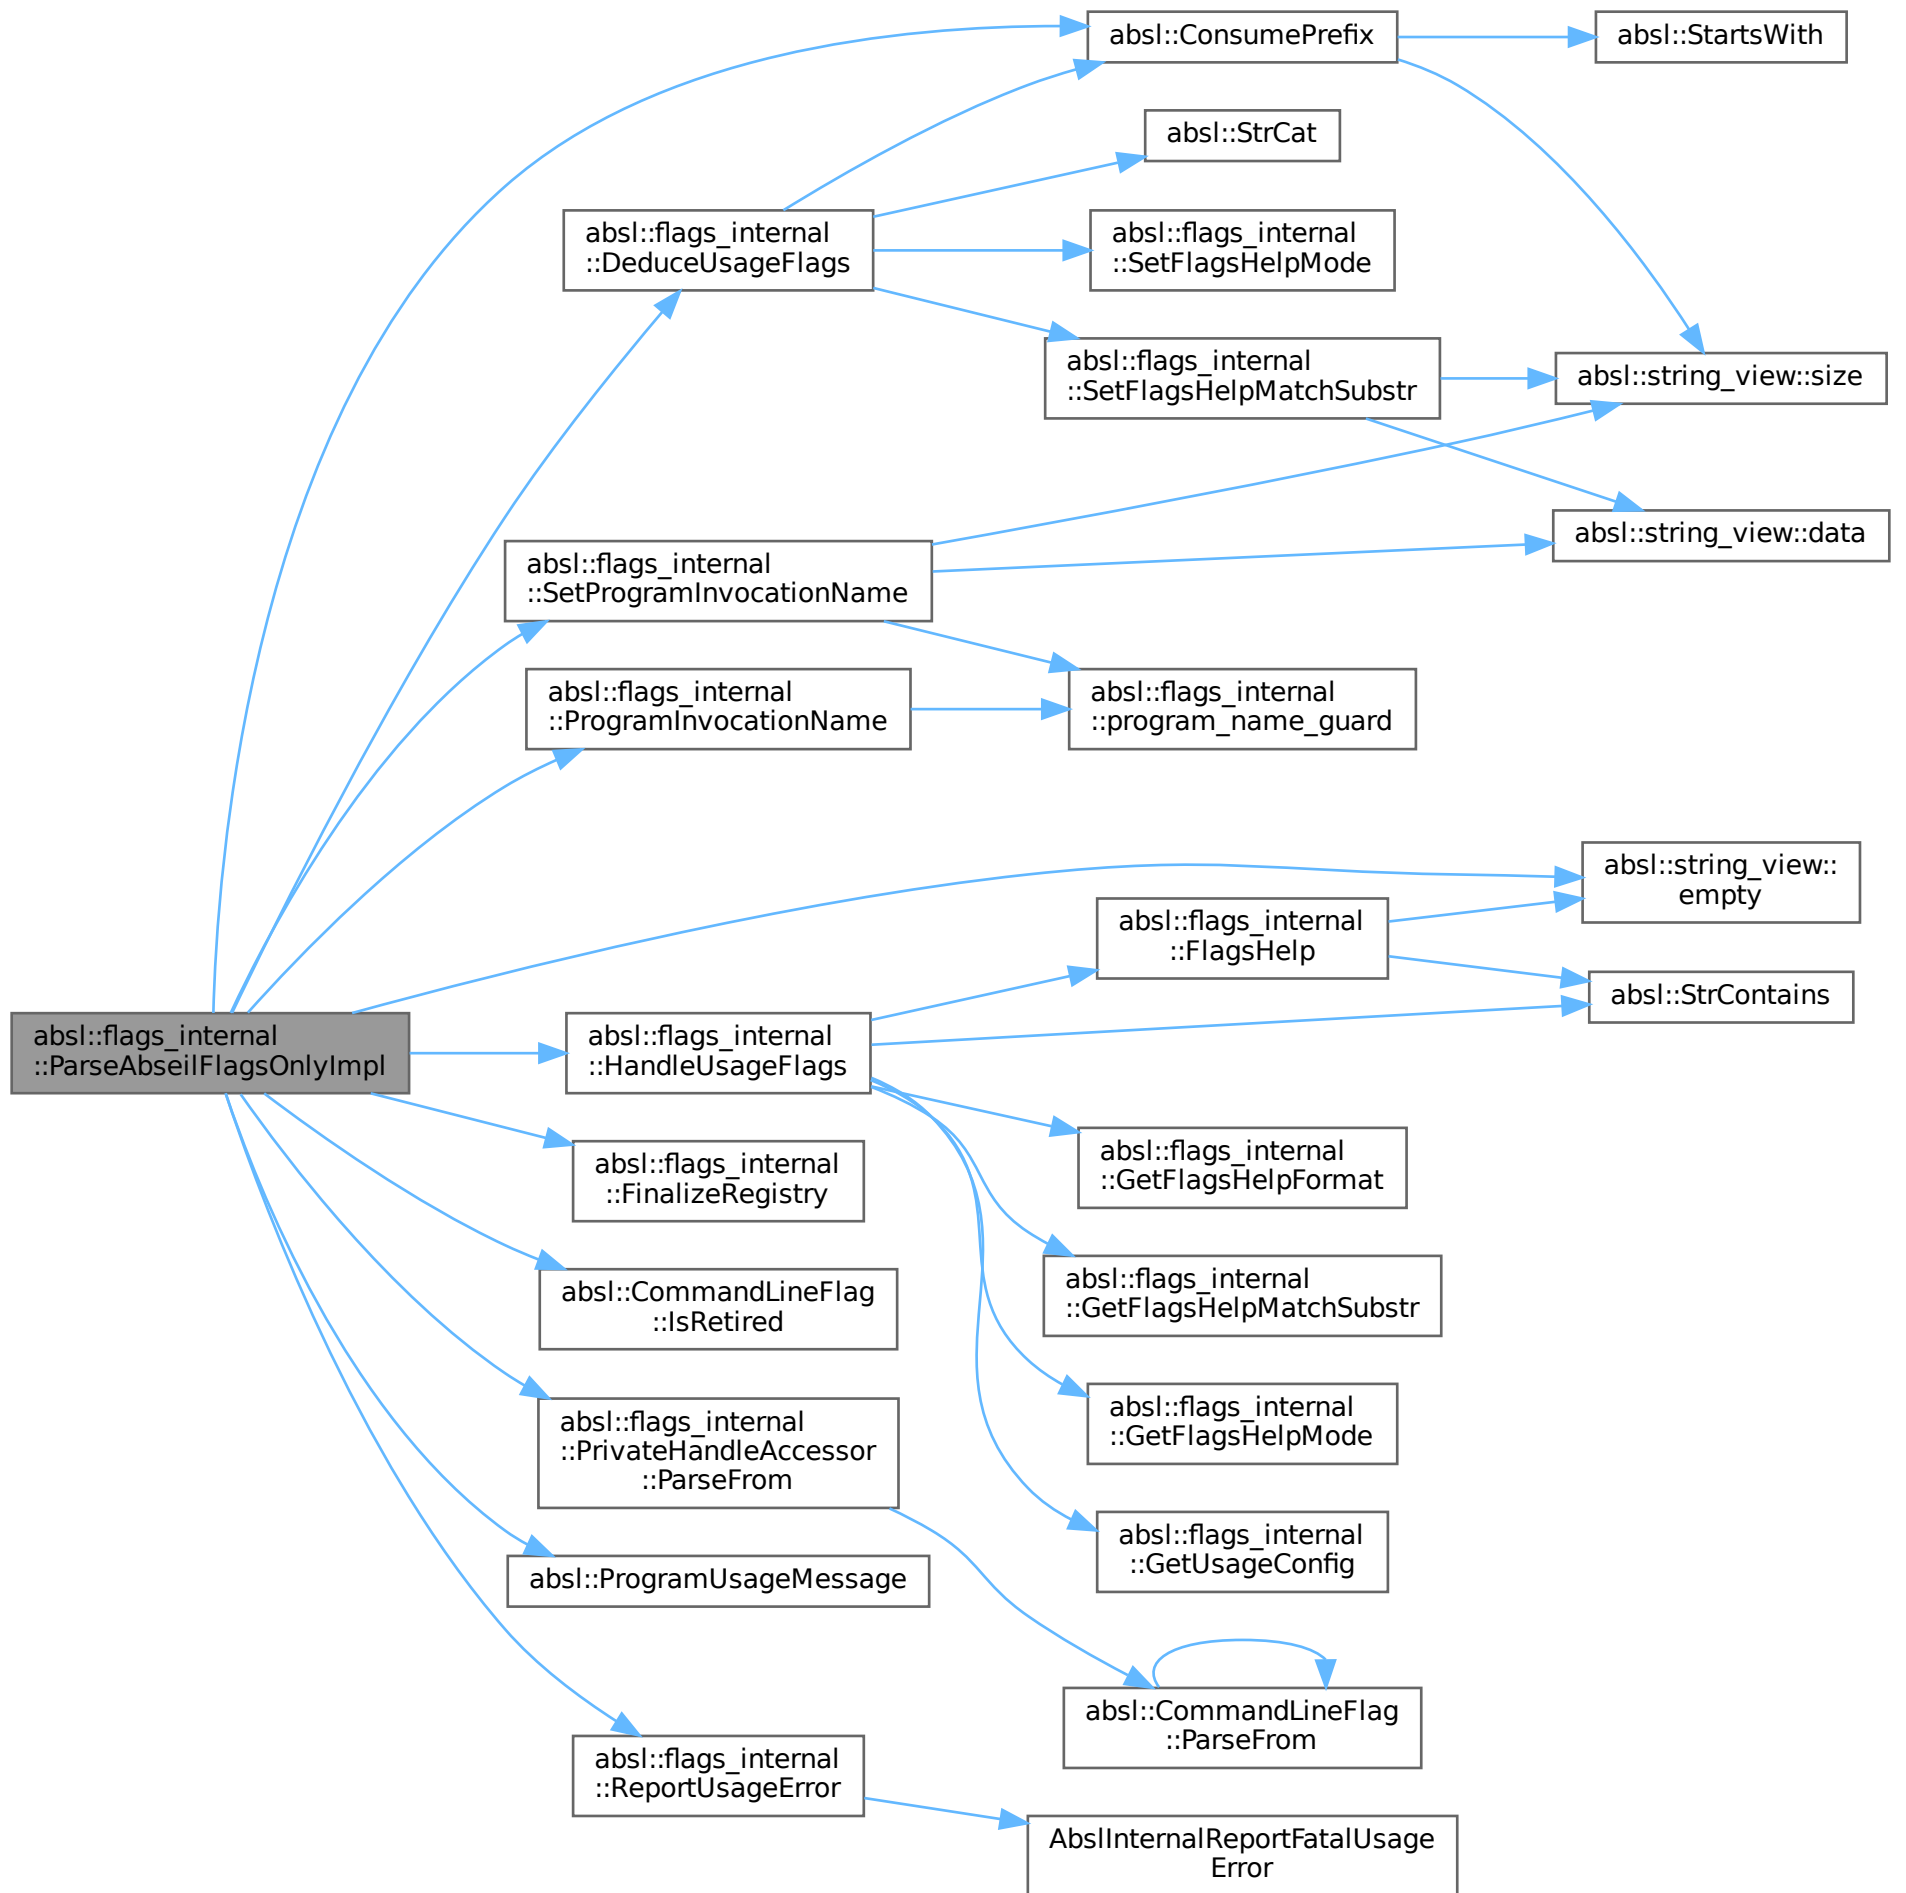 absl::ConsumePrefix
absl::StartsWith
absl::StrCat
absl::flags_internal
::DeduceUsageFlags
absl::flags_internal
::SetFlagsHelpMode
absl::flags_internal
::SetFlagsHelpMatchSubstr
absl::string_view::size
absl::string_view::data
absl::flags_internal
::SetProgramInvocationName
absl::flags_internal
::ProgramInvocationName
absl::flags_internal
::program_name_guard
absl::string_view::
empty
absl::flags_internal
::FlagsHelp
absl::StrContains
absl::flags_internal
::ParseAbseilFlagsOnlyImpl
absl::flags_internal
::HandleUsageFlags
absl::flags_internal
::GetFlagsHelpFormat
absl::flags_internal
::FinalizeRegistry
absl::flags_internal
::GetFlagsHelpMatchSubstr
absl::CommandLineFlag
::IsRetired
absl::flags_internal
::GetFlagsHelpMode
absl::flags_internal
::PrivateHandleAccessor
::ParseFrom
absl::flags_internal
::GetUsageConfig
absl::ProgramUsageMessage
absl::CommandLineFlag
::ParseFrom
absl::flags_internal
::ReportUsageError
AbslInternalReportFatalUsage
Error